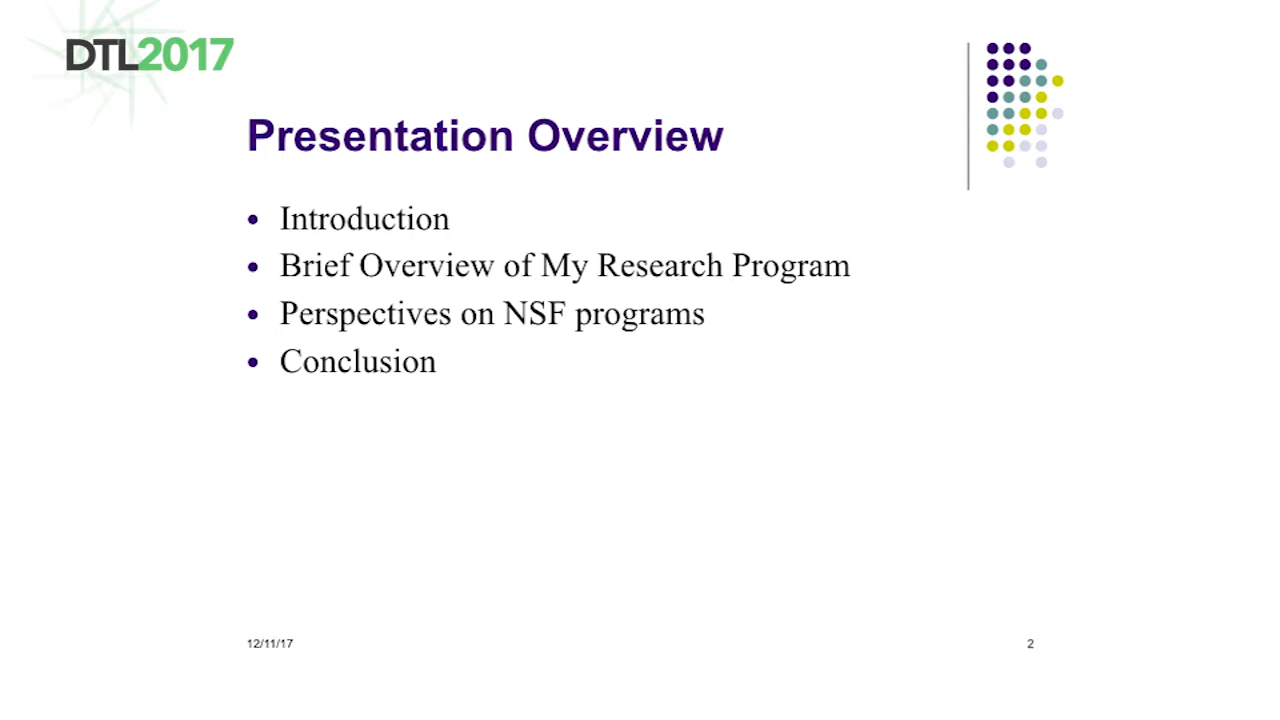 DTL2017
Presentation Overview
• Introduction
• Brief Overview of My Research Program
• Perspectives on NSF programs
• Conclusion
12/11/17
2